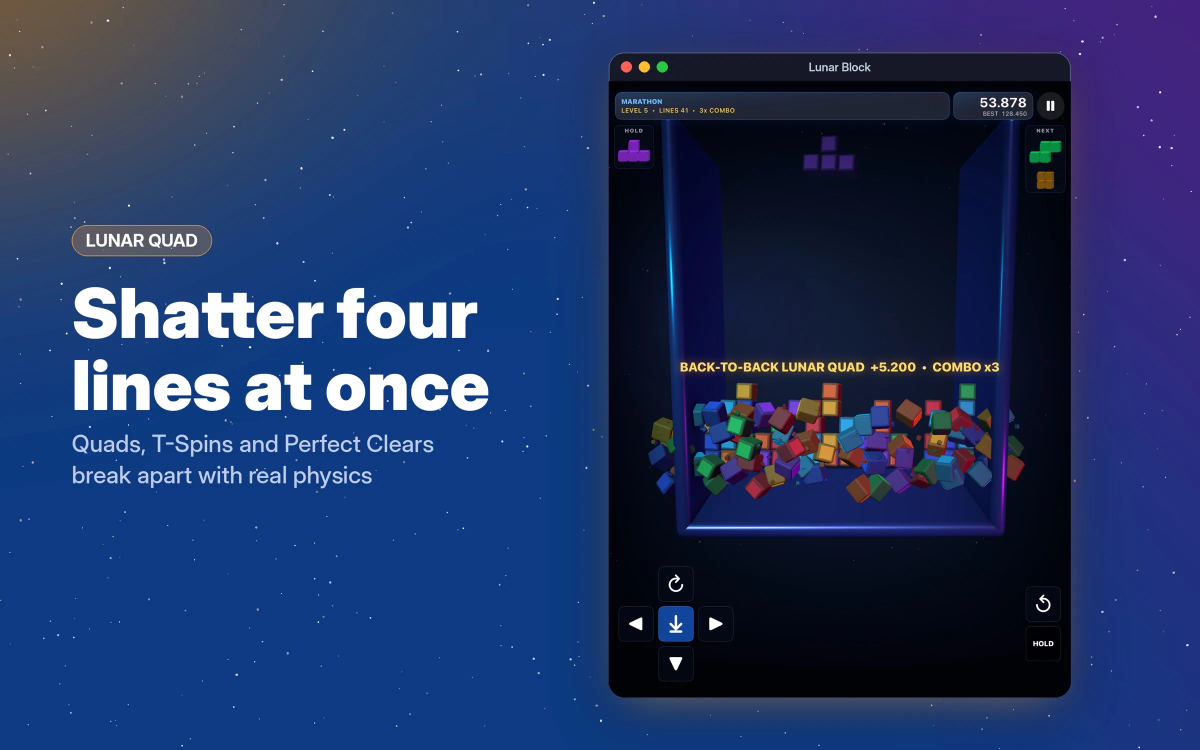 LUNAR QUAD
Shatter four
lines at once
Quads, T-Spins and Perfect Clears
break apart with real physics
Lunar Block
MARATHON
LEVEL 5 • LINES 41 • 3x COMBO
53.878
BEST 128.450
HOLD
NEXT
BACK-TO-BACK LUNAR QUAD +5.200 • COMBO x3
HOLD